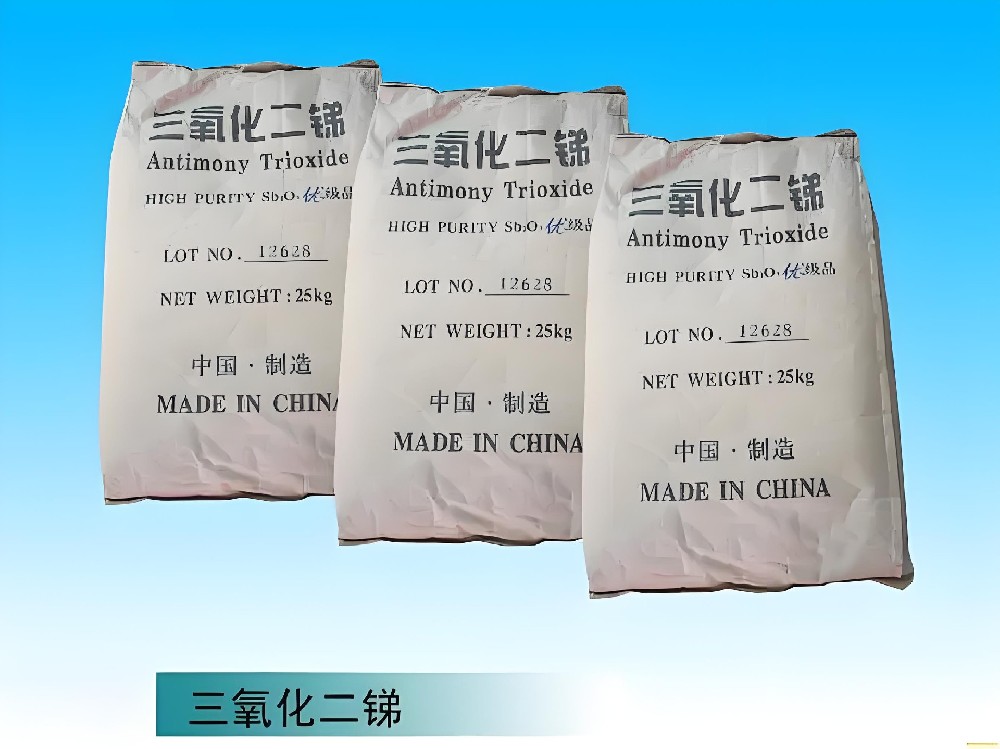 三氧化二锑
Antimony Trioxide
HIGH PURITY Sb₂O₃ 优级品
LOT NO. 12628
NET WEIGHT: 25kg
中国·制造
MADE IN CHINA
三氧化二锑
Antimony Trioxide
HIGH PURITY Sb₂O₃ 优级品
LOT NO. 12628
NET WEIGHT: 25kg
中国·制造
MADE IN CHINA
三氧化二锑
Antimony Trioxide
HIGH PURITY Sb₂O₃ 优级品
LOT NO. 12628
NET WEIGHT: 25kg
中国·制造
MADE IN CHINA
三氧化二锑